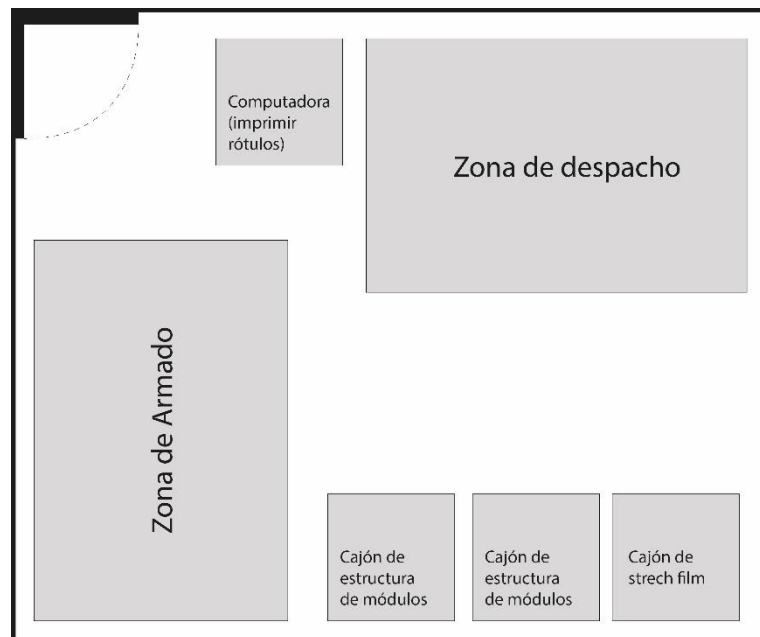 Computadora
(imprimir
rótulos)
Zona de despacho
Zona de Armado
Cajón de
estructura
de módulos
Cajón de
estructura
de módulos
Cajón de
strech film